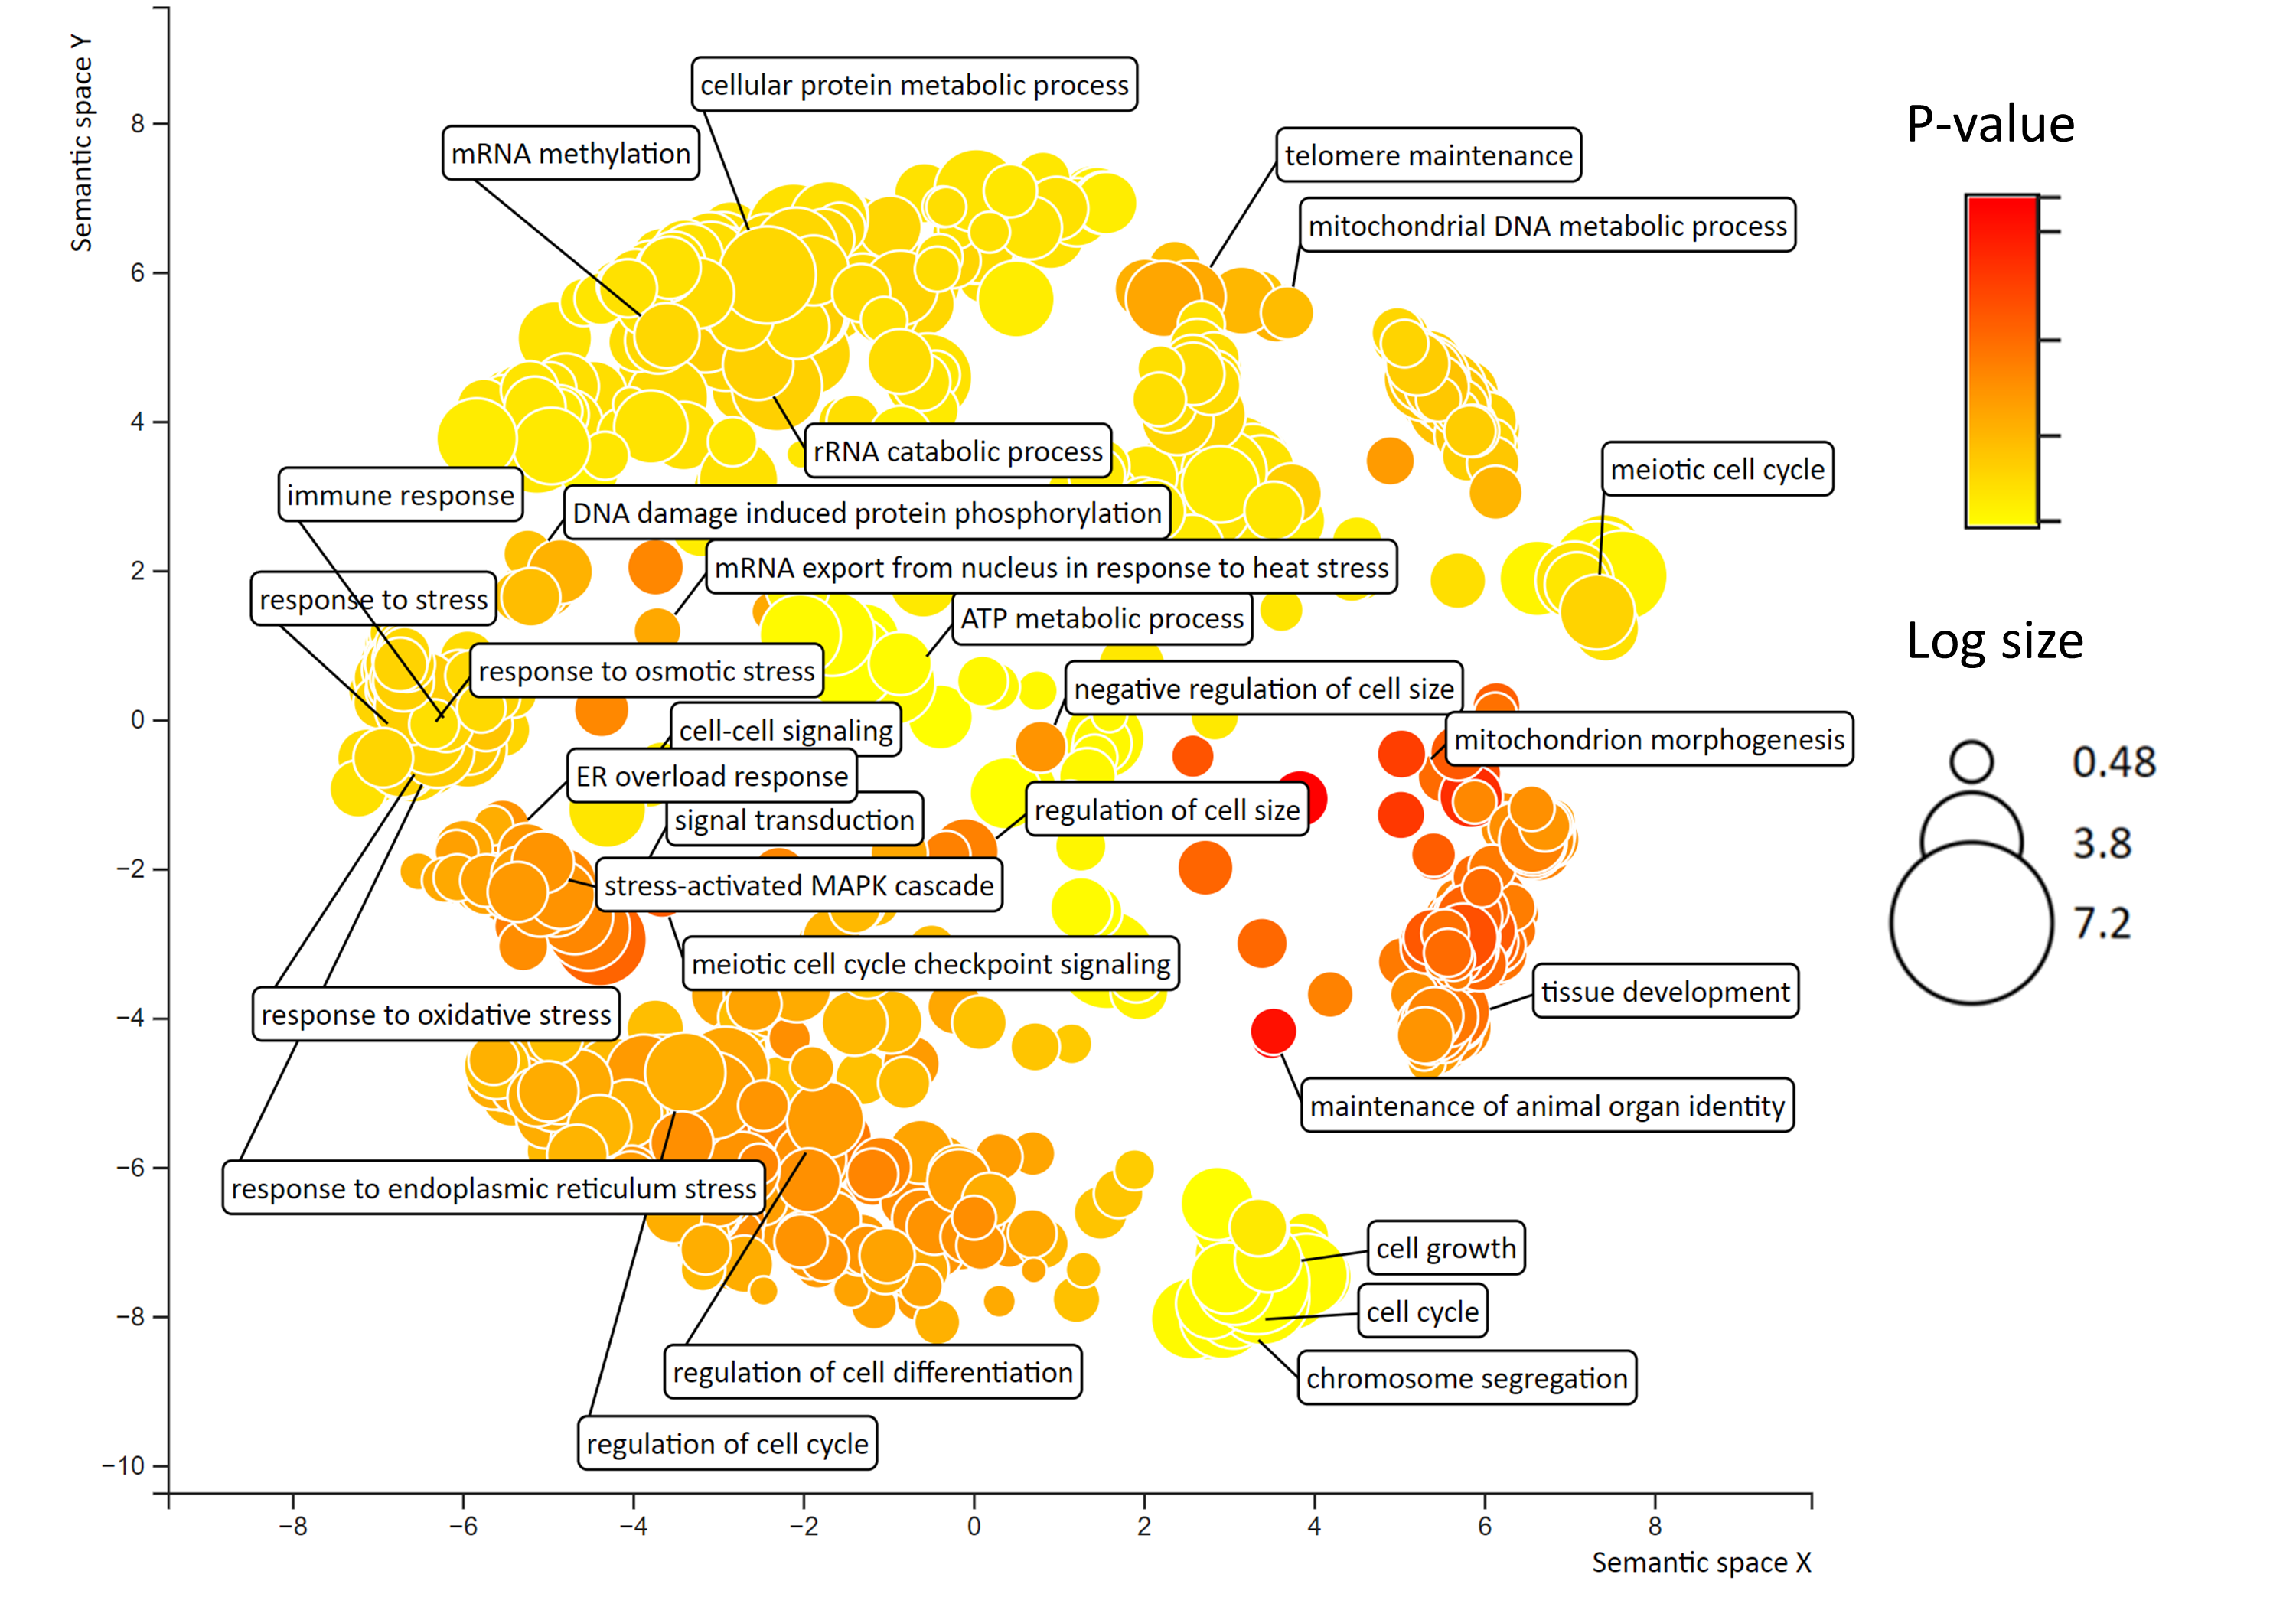 Semantic space Y
8
6
4
2
0
−2
−4
−6
−8
−10
cellular protein metabolic process
mRNA methylation
telomere maintenance
mitochondrial DNA metabolic process
rRNA catabolic process
meiotic cell cycle
immune response
DNA damage induced protein phosphorylation
mRNA export from nucleus in response to heat stress
response to stress
ATP metabolic process
response to osmotic stress
negative regulation of cell size
cell-cell signaling
mitochondrion morphogenesis
ER overload response
regulation of cell size
signal transduction
stress-activated MAPK cascade
meiotic cell cycle checkpoint signaling
tissue development
response to oxidative stress
maintenance of animal organ identity
response to endoplasmic reticulum stress
cell growth
cell cycle
regulation of cell differentiation
chromosome segregation
regulation of cell cycle
−8
−6
−4
−2
0
2
4
6
8
Semantic space X
P-value
Log size
0.48
3.8
7.2